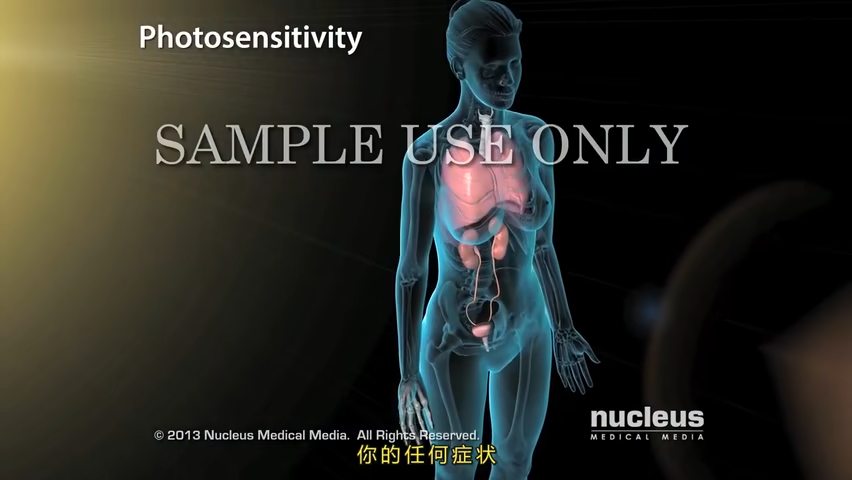 Photosensitivity
SAMPLE USE ONLY
nucleus
MEDICAL MEDIA
© 2013 Nucleus Medical Media. All Rights Reserved.
你的任何症状